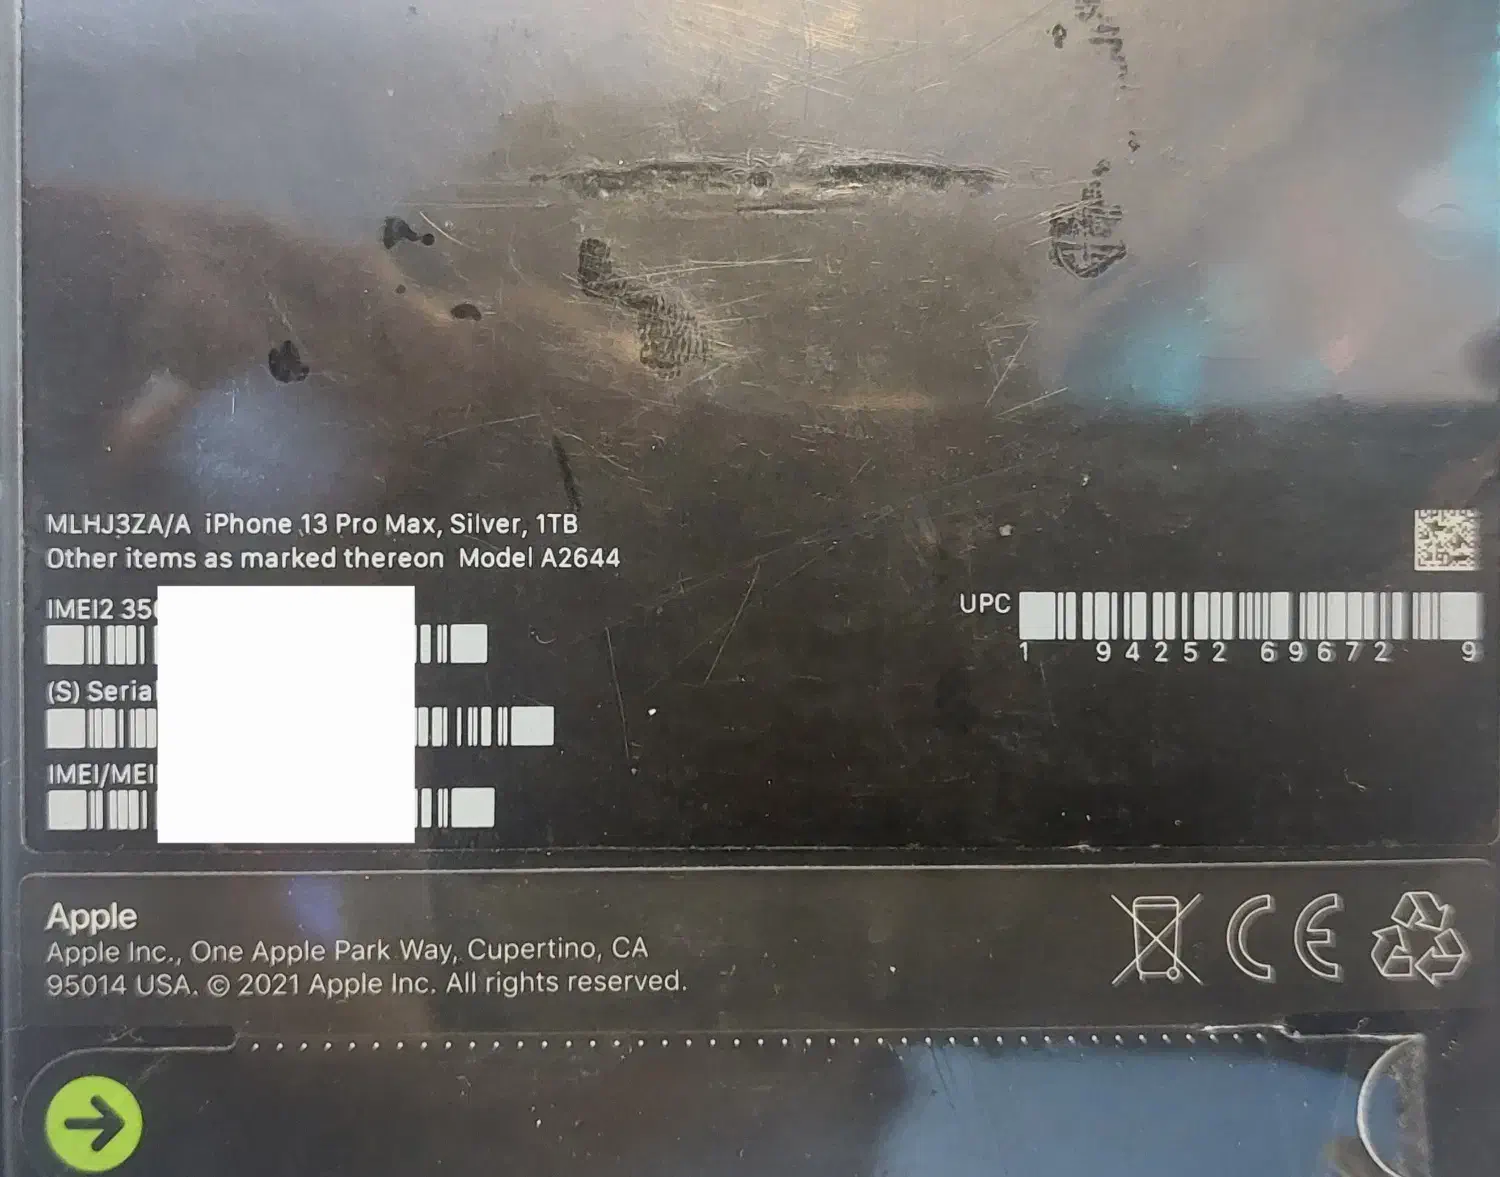 MLHJ3ZA/A iPhone 13 Pro Max, Silver, 1TB
Other items as marked thereon Model A2644
IMEI2 35
(S) Serial
IMEI/MEI
UPC
1 94252 69672 9
Apple
Apple Inc., One Apple Park Way, Cupertino, CA
95014 USA. © 2021 Apple Inc. All rights reserved.
CE